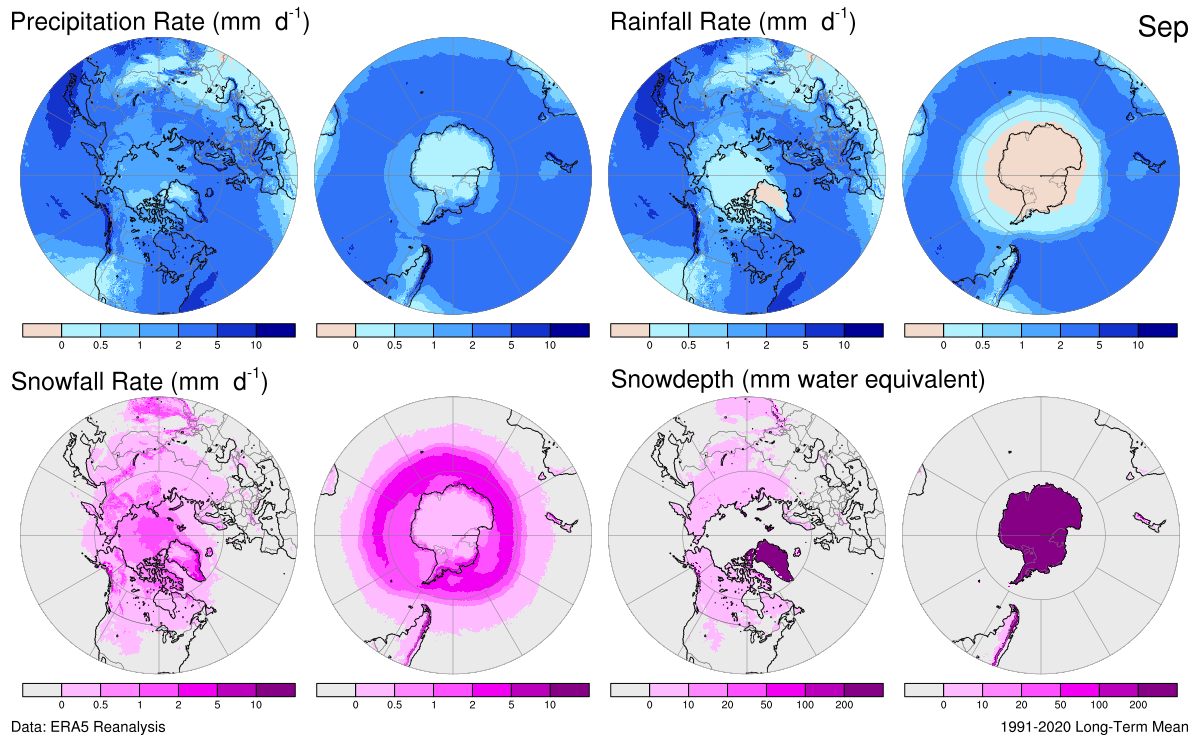 Precipitation Rate (mm d⁻¹)
Rainfall Rate (mm d⁻¹)
Sep
0 0.5 1 2 5 10
0 0.5 1 2 5 10
0 0.5 1 2 5 10
0 0.5 1 2 5 10
Snowfall Rate (mm d⁻¹)
Snowdepth (mm water equivalent)
0 0.5 1 2 5 10
0 0.5 1 2 5 10
0 10 20 50 100 200
0 10 20 50 100 200
Data: ERA5 Reanalysis
1991-2020 Long-Term Mean